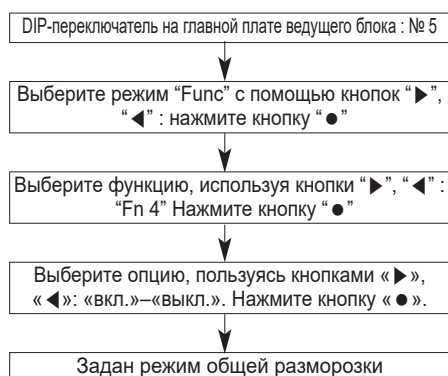 DIP-переключатель на главной плате ведущего блока : № 5
Выберите режим “Func” с помощью кнопок “▶”,
“◀” : нажмите кнопку “●”
Выберите функцию, используя кнопки “▶”, “◀” :
“Fn 4” Нажмите кнопку “●”
Выберите опцию, пользуясь кнопками «▶»,
«◀»: «вкл.»–«выкл.». Нажмите кнопку «●».
Задан режим общей разморозки